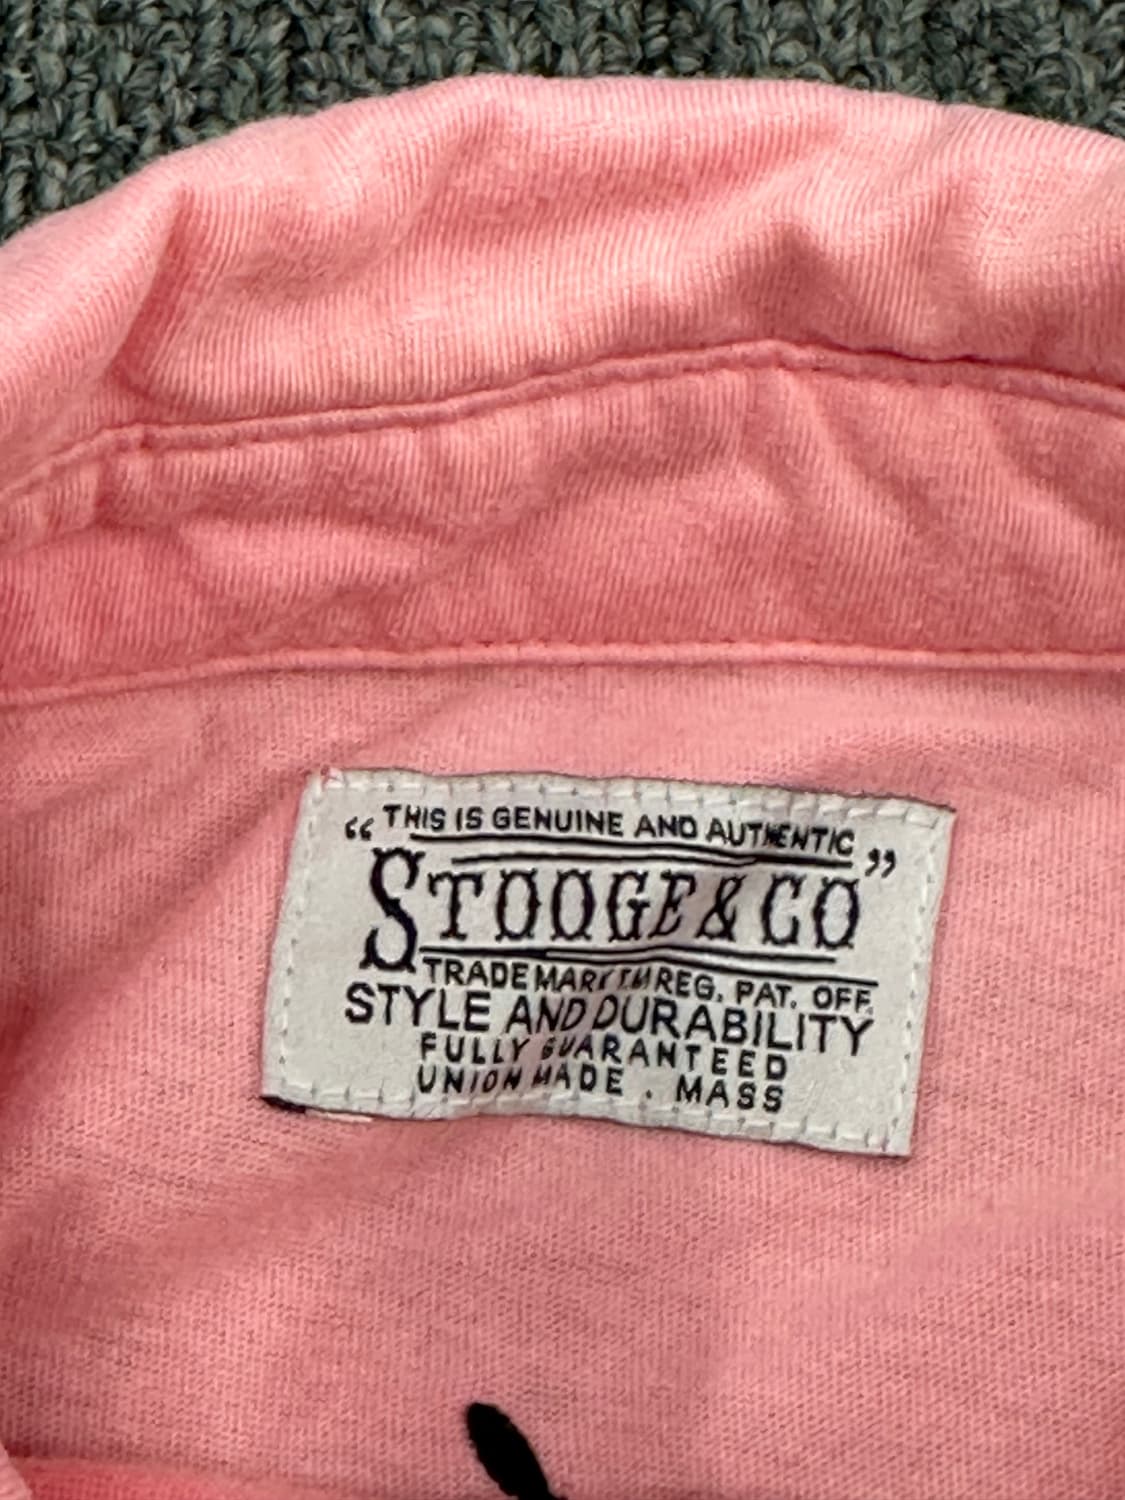 “ THIS IS GENUINE AND AUTHENTIC ”
STOOGE & CO
TRADE MARK T.M REG. PAT. OFF.
STYLE AND DURABILITY
FULLY GUARANTEED
UNION MADE . MASS